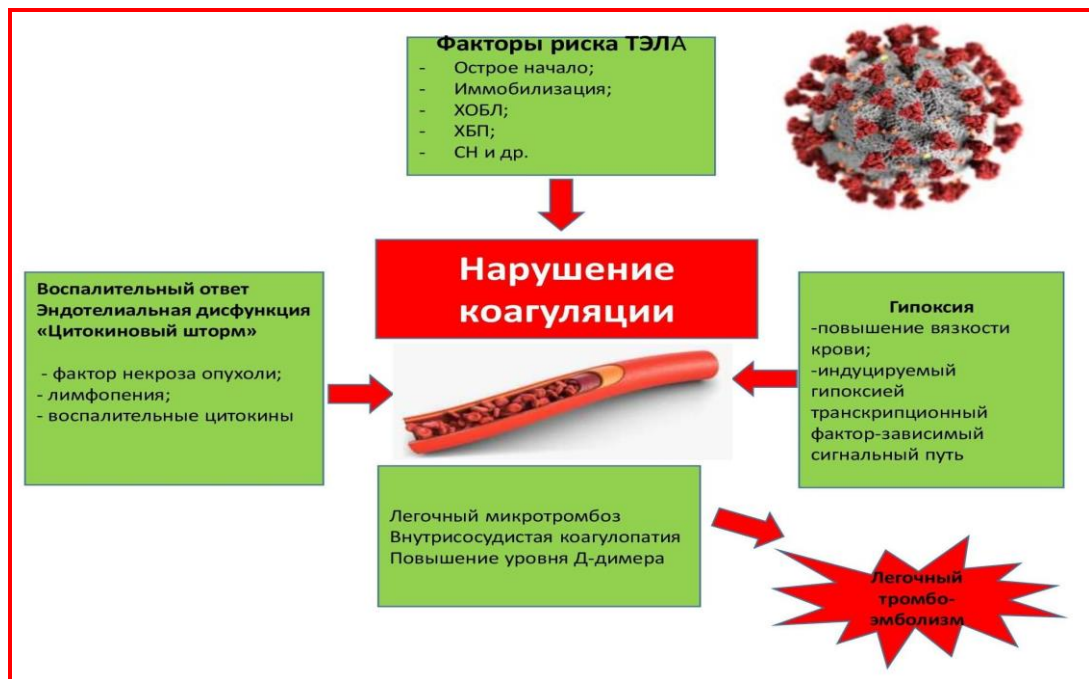 Факторы риска ТЭЛА
- Острое начало;
- Иммобилизация;
- ХОБЛ;
- ХБП;
- СН и др.
Нарушение
коагуляции
Воспалительный ответ
Эндотелиальная дисфункция
«Цитокиновый шторм»
- фактор некроза опухоли;
- лимфопения;
- воспалительные цитокины
Гипоксия
-повышение вязкости
крови;
-индуцируемый
гипоксией
транскрипционный
фактор-зависимый
сигнальный путь
Легочный микротромбоз
Внутрисосудистая коагулопатия
Повышение уровня Д-димера
Легочный
тромбо-
эмболизм